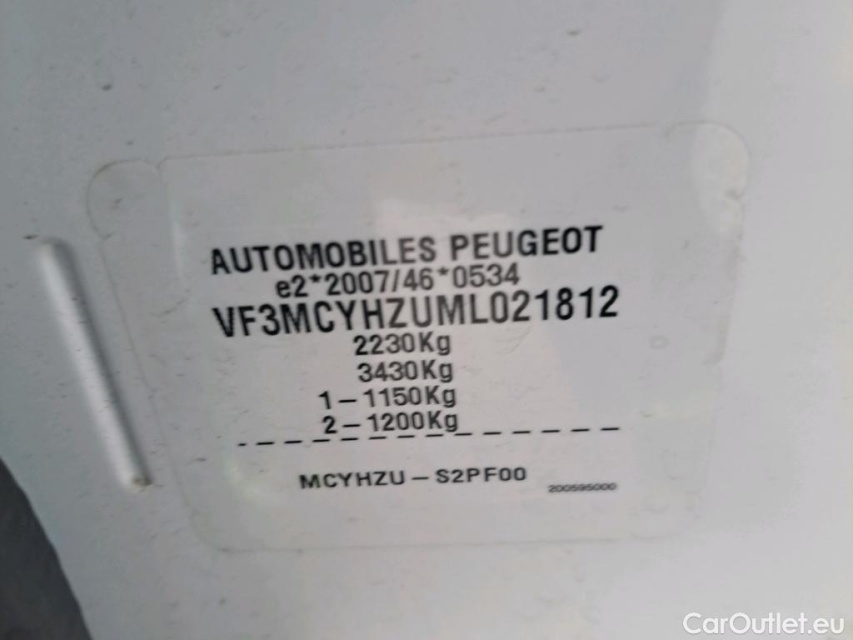 AUTOMOBILES PEUGEOT
e2*2007/46*0534
VF3MCYHZUML021812
2230Kg
3430Kg
1-1150Kg
2-1200Kg
MCYHZU-S2PF00
200595000
CarOutlet.eu